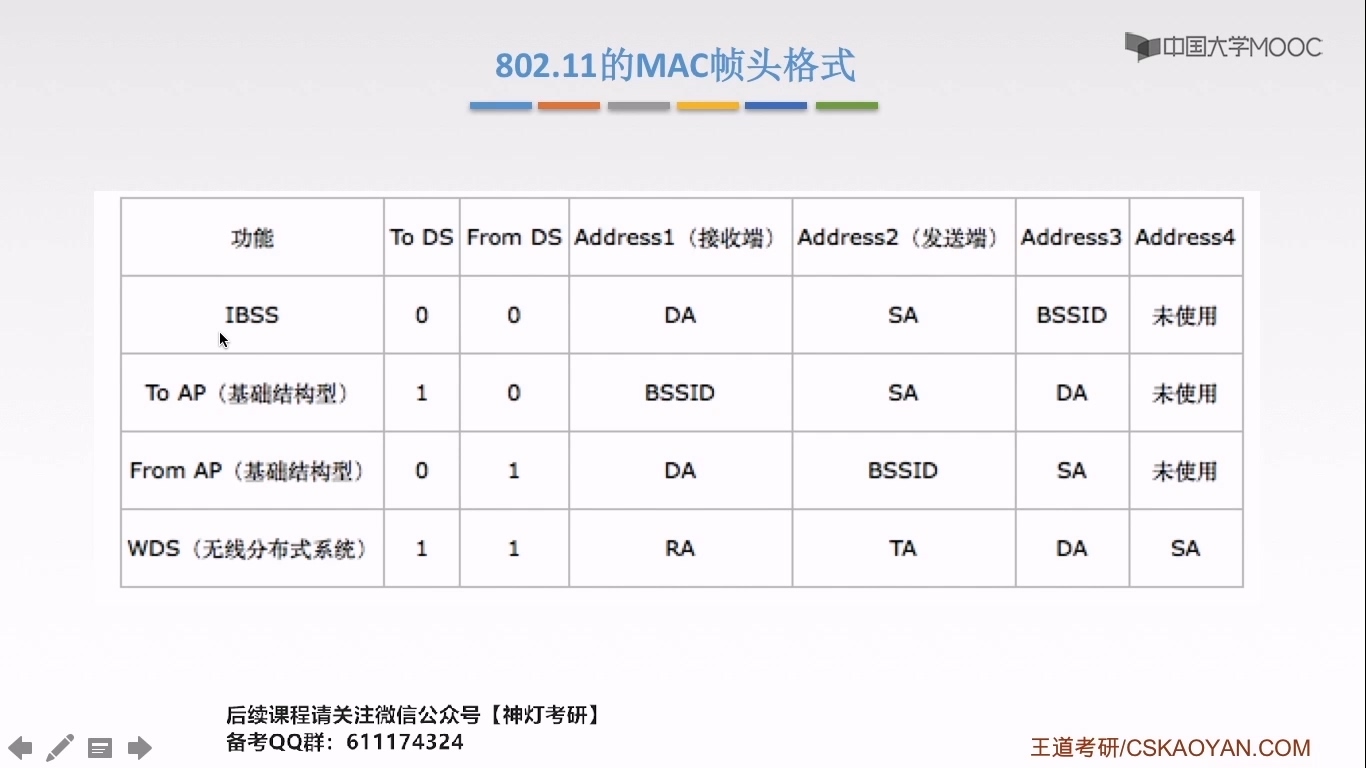 中国大学MOOC
802.11的MAC帧头格式
功能 To DS From DS Address1（接收端） Address2（发送端） Address3 Address4
IBSS 0 0 DA SA BSSID 未使用
To AP（基础结构型） 1 0 BSSID SA DA 未使用
From AP（基础结构型） 0 1 DA BSSID SA 未使用
WDS（无线分布式系统） 1 1 RA TA DA SA
后续课程请关注微信公众号【神灯考研】
备考QQ群：611174324
王道考研/CSKAOYAN.COM